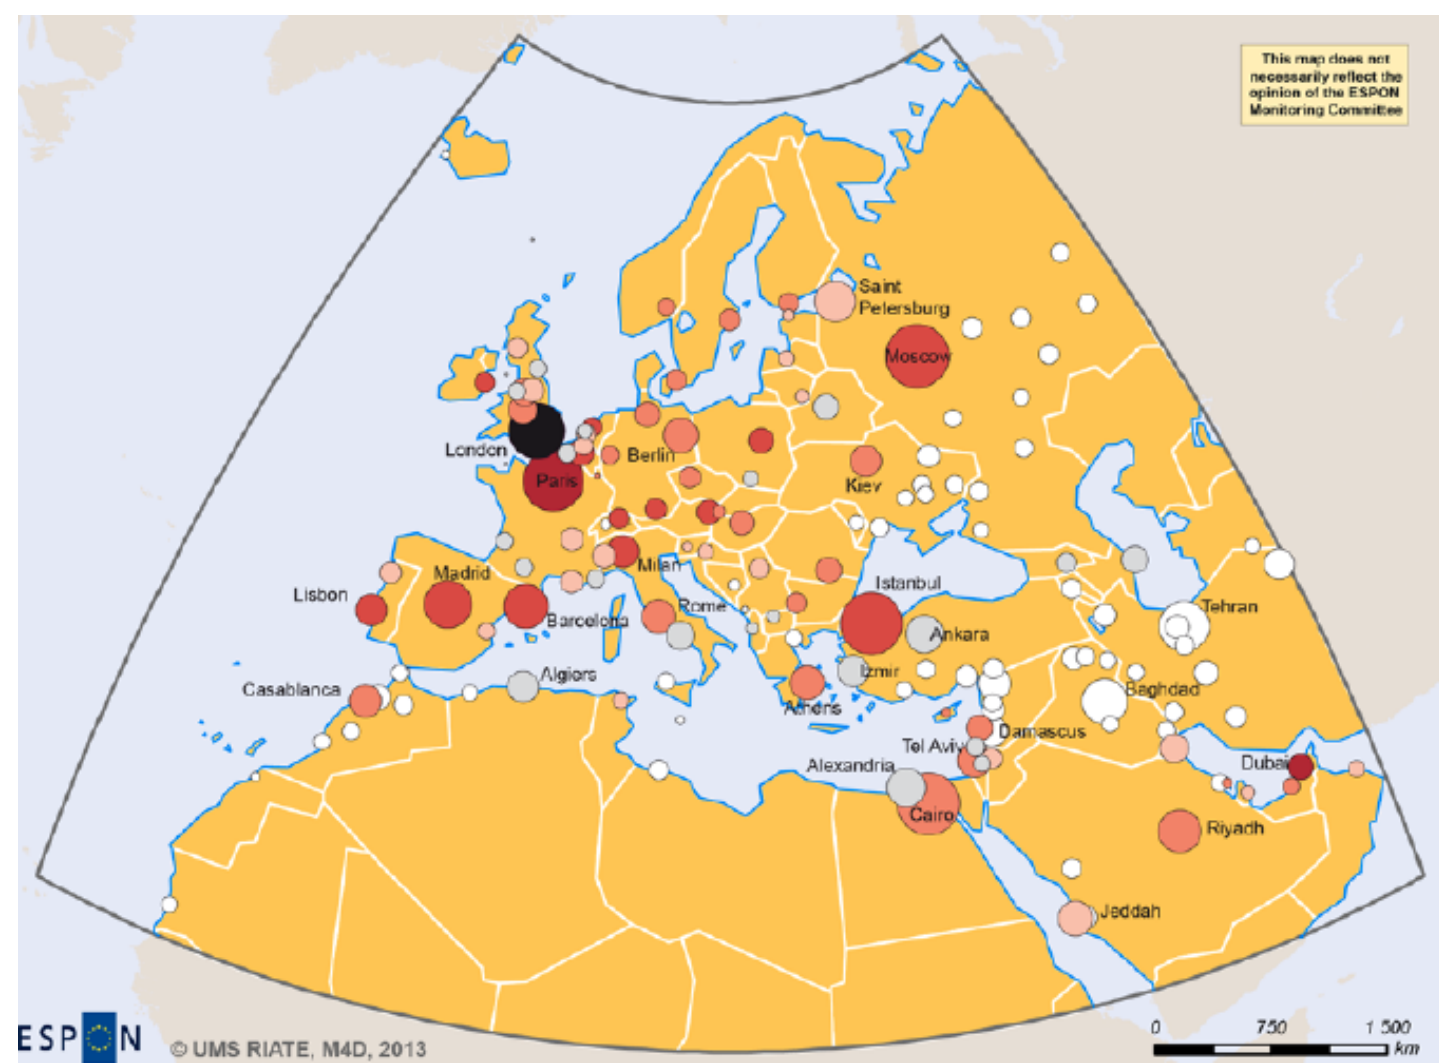 This map does not
necessarily reflect the
opinion of the ESPON
Monitoring Committee
Saint
Petersburg
Moscow
London
Berlin
Paris
Kiev
Milan
Madrid
Istanbul
Lisbon
Rome
Tehran
Barcelona
Ankara
Algiers
Izmir
Casablanca
Baghdad
Athens
Damascus
Tel Aviv
Alexandria
Dubai
Cairo
Riyadh
Jeddah
0 750 1 500
km
ESPON
© UMS RIATE, M4D, 2013